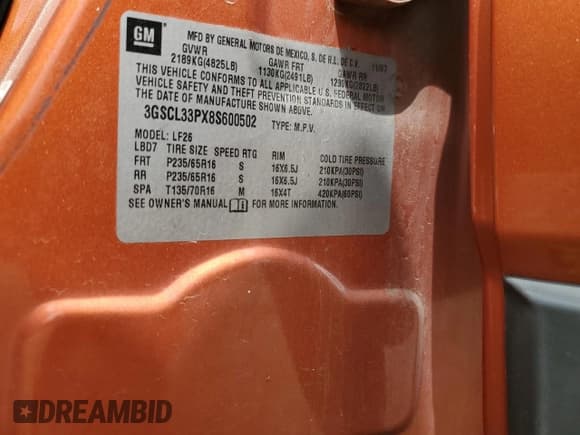 GM
MFD BY GENERAL MOTORS DE MEXICO, S. DE R.L. DE C.V. 11/07
GVWR GAWR FRT GAWR RR
2189KG(4825LB) 1130KG(2491LB)
THIS VEHICLE CONFORMS TO ALL APPLICABLE U.S. FEDERAL MOTOR
VEHICLE SAFETY AND THEFT PREVENTION STANDARDS IN EFFECT ON
THE DATE OF MANUFACTURE SHOWN ABOVE.
3GSCL33PX8S600502 TYPE: M.P.V.
MODEL: LF26
LBD7 TIRE SIZE SPEED RTG RIM COLD TIRE PRESSURE
FRT P235/65R16 S 16X6.5J 210KPA(30PSI)
RR P235/65R16 S 16X6.5J 210KPA(30PSI)
SPA T135/70R16 M 16X4T 420KPA(60PSI)
SEE OWNER'S MANUAL FOR MORE INFORMATION.
DREAMBID